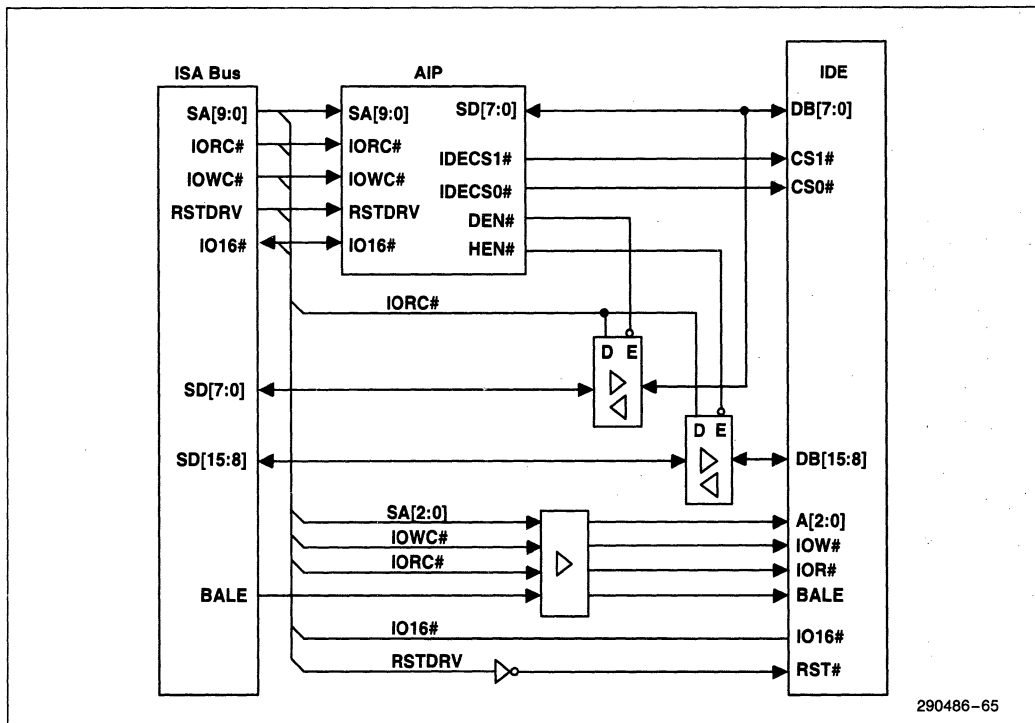 ISA Bus AIP IDE
SA[9:0] SA[9:0] SD[7:0] DB[7:0]
IORC# IORC# IDECS1# CS1#
IOWC# IOWC# IDECS0# CS0#
RSTDRV RSTDRV DEN#
IO16# IO16# HEN#
IORC#
D E
SD[7:0]
D E
SD[15:8] DB[15:8]
SA[2:0] A[2:0]
IOWC# IOW#
IORC# IOR#
BALE BALE
IO16# IO16#
RSTDRV RST#
290486-65